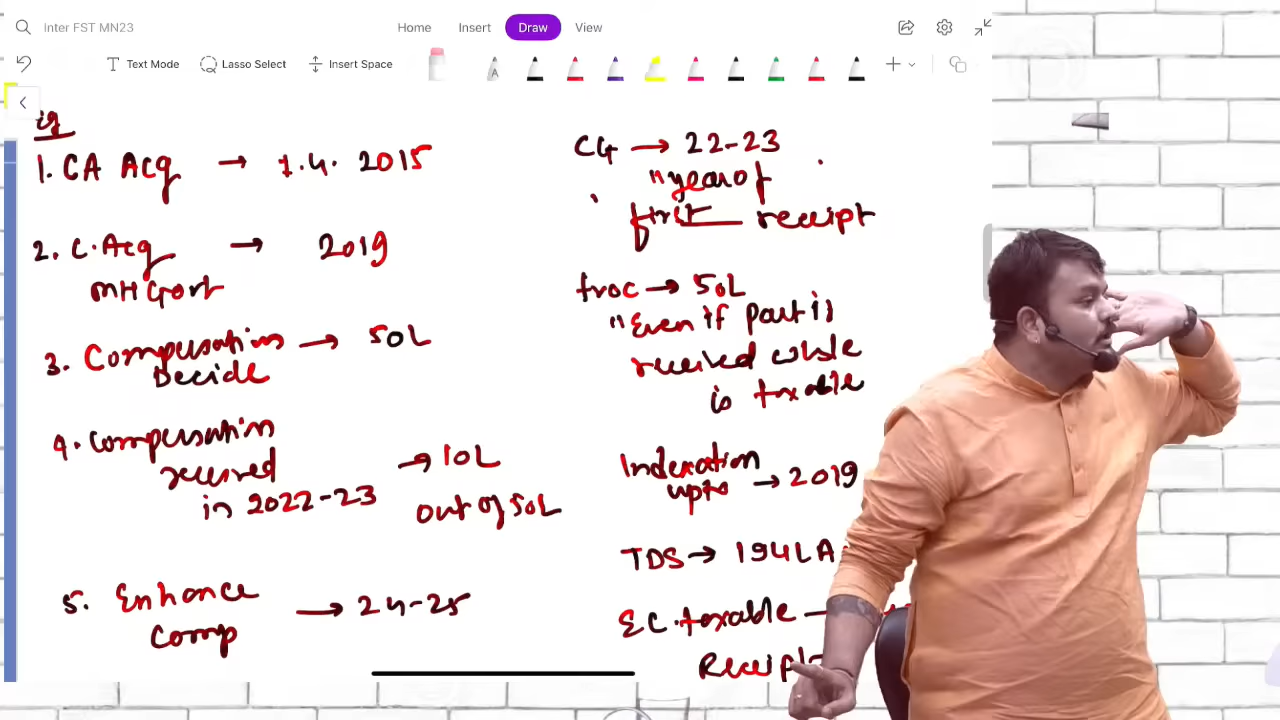 Inter FST MN23
Home Insert Draw View
Text Mode Lasso Select Insert Space
eg
1. CA Acq → 1.4. 2015
2. C. Acq → 2019
MH Govt
3. Compensation → 50L
Decide
4. Compensation
received → 10L
in 2022-23 out of 50L
5. Enhance → 24-25
Comp
CG → 22-23
"year of
first receipt
fvoc → 50L
"Even if part is
received whole
is taxable
Indexation
upto → 2019
TDS → 194LA
EC. taxable →
Receipt